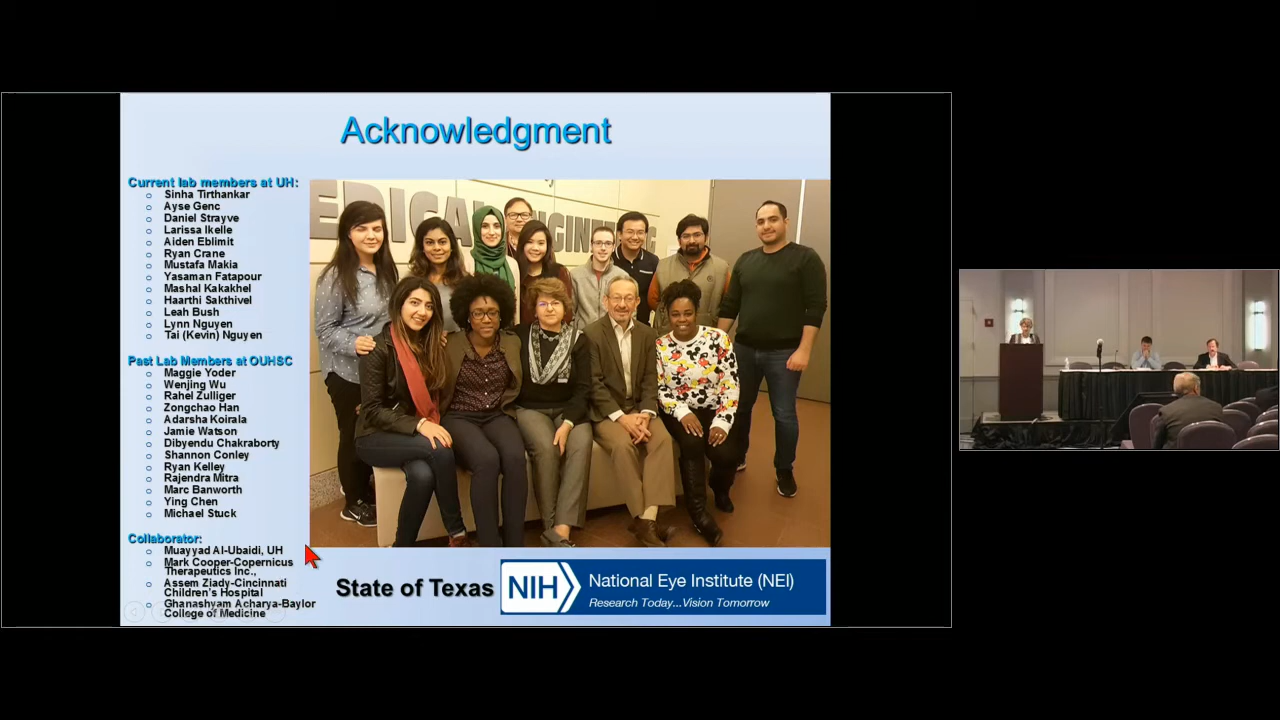 Acknowledgment
Current lab members at UH:
Sinha Tirthankar
Ayse Genc
Daniel Strayve
Larissa Ikelle
Aiden Eblimit
Ryan Crane
Mustafa Makia
Yasaman Fatapour
Mashal Kakakhel
Haarthi Sakthivel
Leah Bush
Lynn Nguyen
Tai (Kevin) Nguyen
Past Lab Members at OUHSC
Maggie Yoder
Wenjing Wu
Rahel Zulliger
Zongchao Han
Adarsha Koirala
Jamie Watson
Dibyendu Chakraborty
Shannon Conley
Ryan Kelley
Rajendra Mitra
Marc Banworth
Ying Chen
Michael Stuck
Collaborator:
Muayyad Al-Ubaidi, UH
Mark Cooper-Copernicus
Therapeutics Inc.,
Assem Ziady-Cincinnati
Children's Hospital
Ghanashyam Acharya-Baylor
College of Medicine
EDICAL ENGINEERING
State of Texas
NIH
National Eye Institute (NEI)
Research Today...Vision Tomorrow